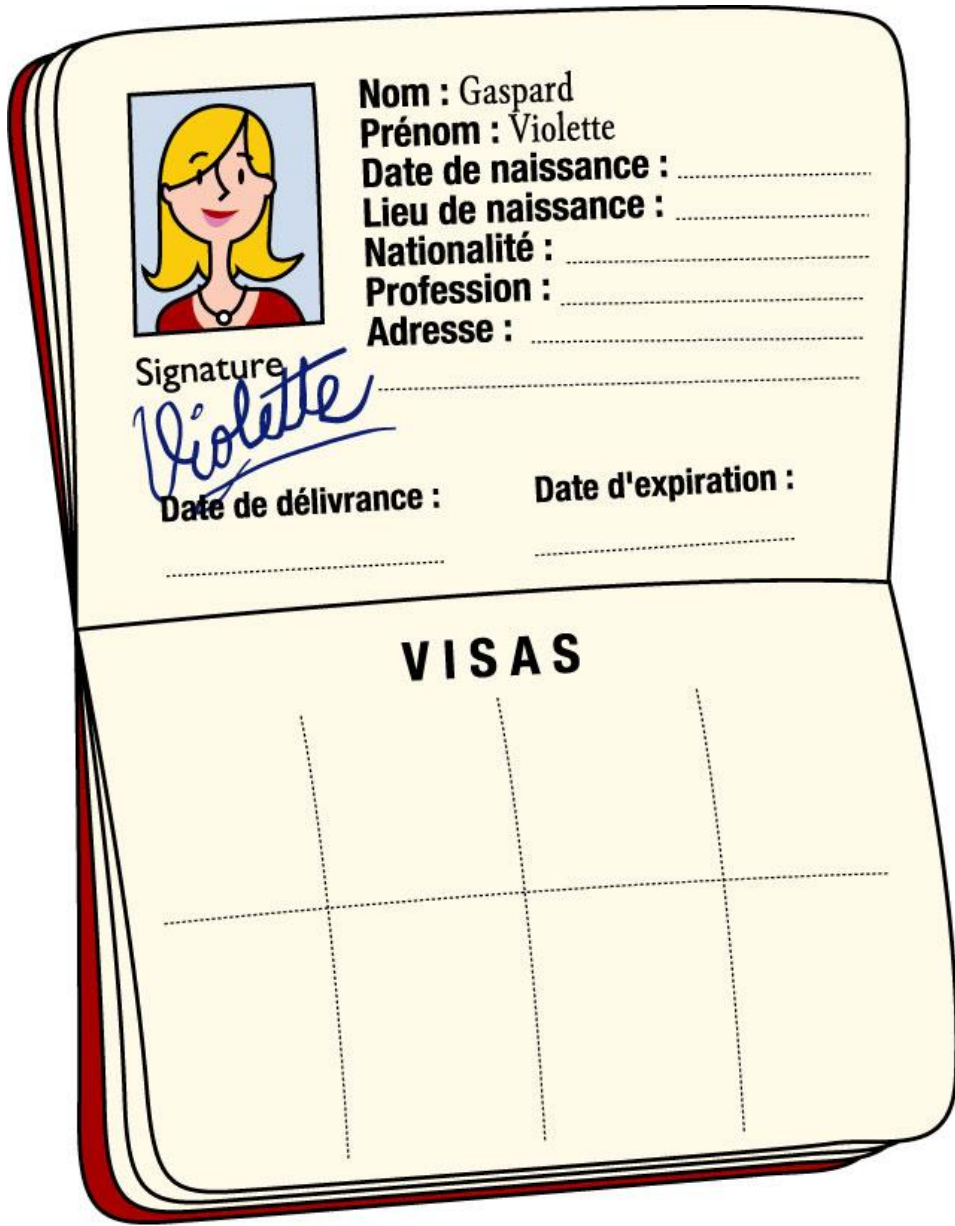 Nom : Gaspard
Prénom : Violette
Date de naissance :
Lieu de naissance :
Nationalité :
Profession :
Adresse :
Signature
Violette
Date de délivrance :
Date d'expiration :
VISAS